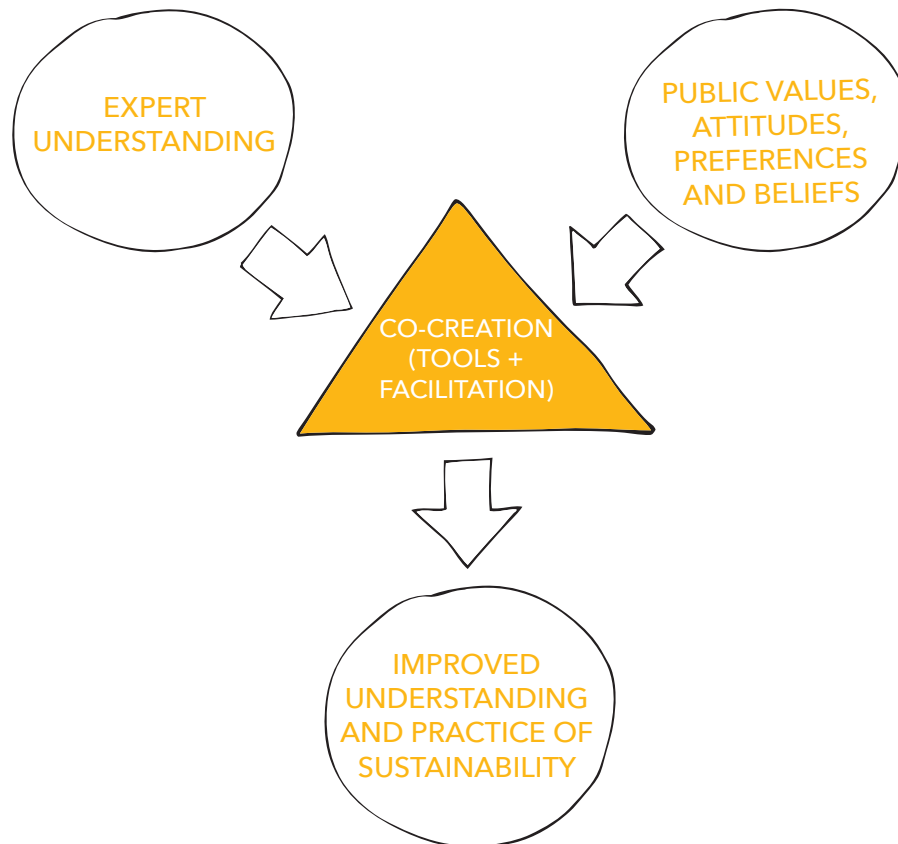 EXPERT
UNDERSTANDING
PUBLIC VALUES,
ATTITUDES,
PREFERENCES
AND BELIEFS
CO-CREATION
(TOOLS +
FACILITATION)
IMPROVED
UNDERSTANDING
AND PRACTICE OF
SUSTAINABILITY